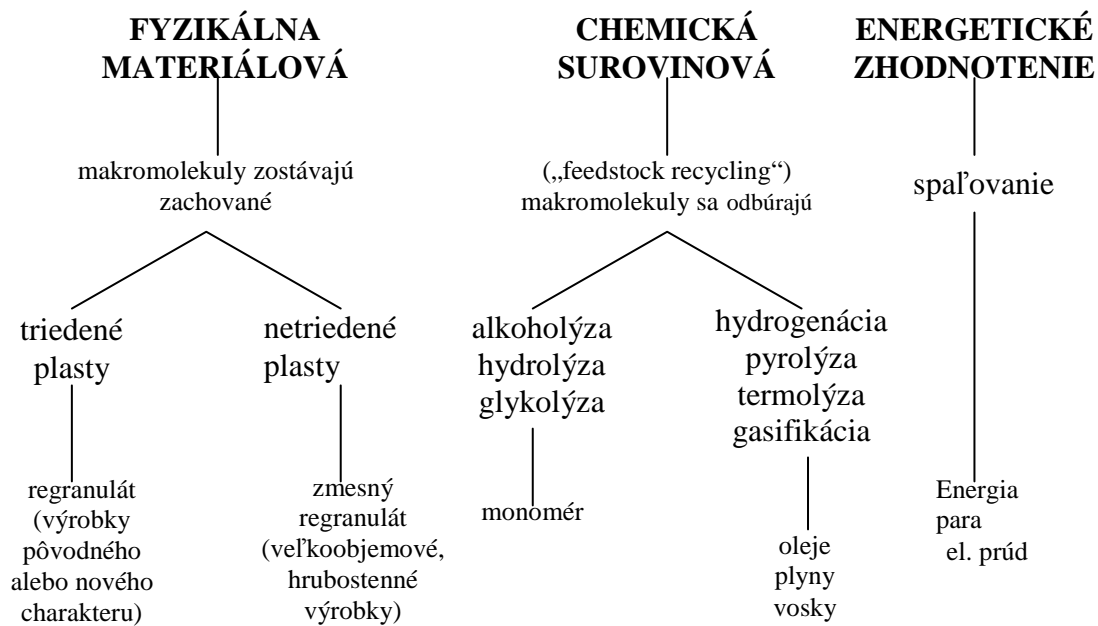 FYZIKÁLNA
MATERIÁLOVÁ
CHEMICKÁ
SUROVINOVÁ
ENERGETICKÉ
ZHODNOTENIE
makromolekuly zostávajú
zachované
(„feedstock recycling“)
makromolekuly sa odbúrajú
spaľovanie
triedené
plasty
netriedené
plasty
alkoholýza
hydrolýza
glykolýza
hydrogenácia
pyrolýza
termolýza
gasifikácia
regranulát
(výrobky
pôvodného
alebo nového
charakteru)
zmesný
regranulát
(veľkoobjemové,
hrubostenné
výrobky)
monomér
oleje
plyny
vosky
Energia
para
el. prúd